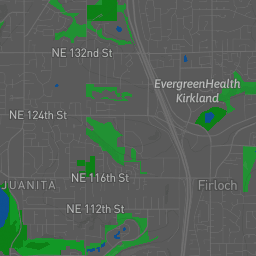 NE 132nd St
EvergreenHealth
Kirkland
NE 124th St
JUANITA
NE 116th St
Firloch
NE 112th St